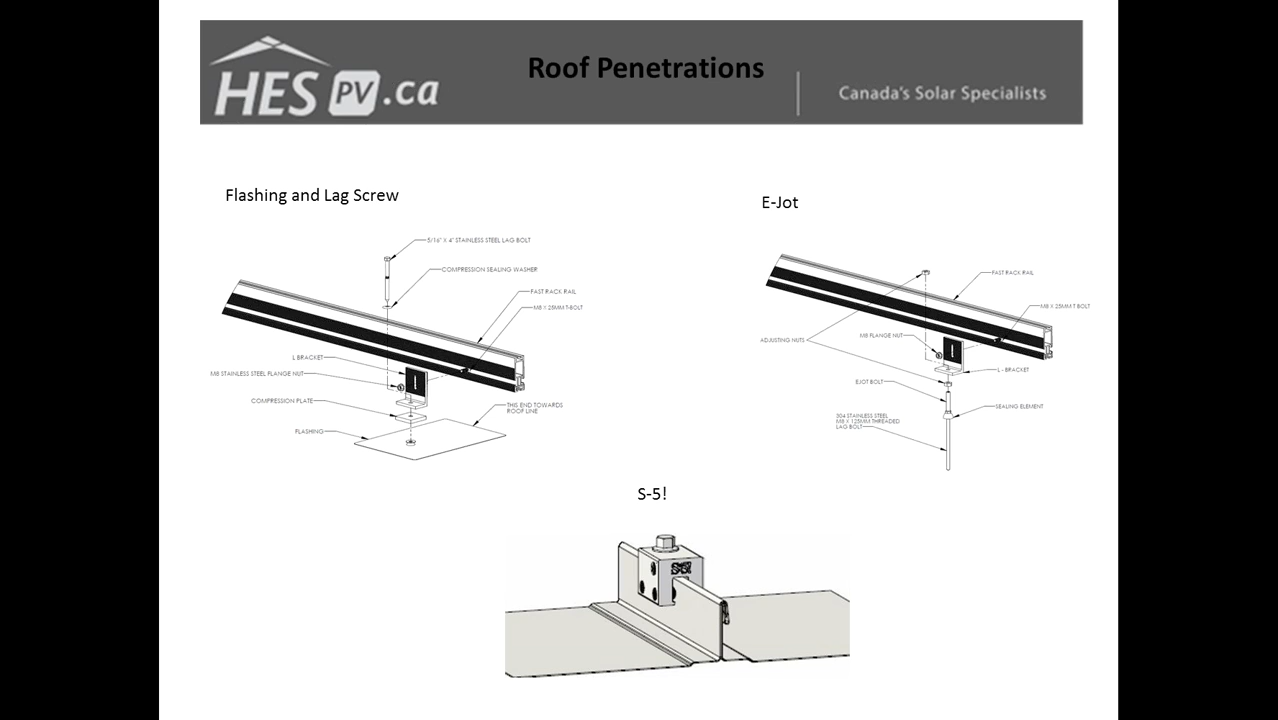 HES PV.ca
Roof Penetrations
Canada's Solar Specialists
Flashing and Lag Screw
5/16" X 4" STAINLESS STEEL LAG BOLT
COMPRESSION SEALING WASHER
FAST RACK RAIL
M8 X 25MM T-BOLT
L BRACKET
M8 STAINLESS STEEL FLANGE NUT
COMPRESSION PLATE
THIS END TOWARDS
ROOF LINE
FLASHING
E-Jot
FAST RACK RAIL
M8 X 25MM T BOLT
ADJUSTING NUTS
M8 FLANGE NUT
L - BRACKET
EJOT BOLT
SEALING ELEMENT
304 STAINLESS STEEL
M8 X 125MM THREADED
LAG BOLT
S-5!
S-5!